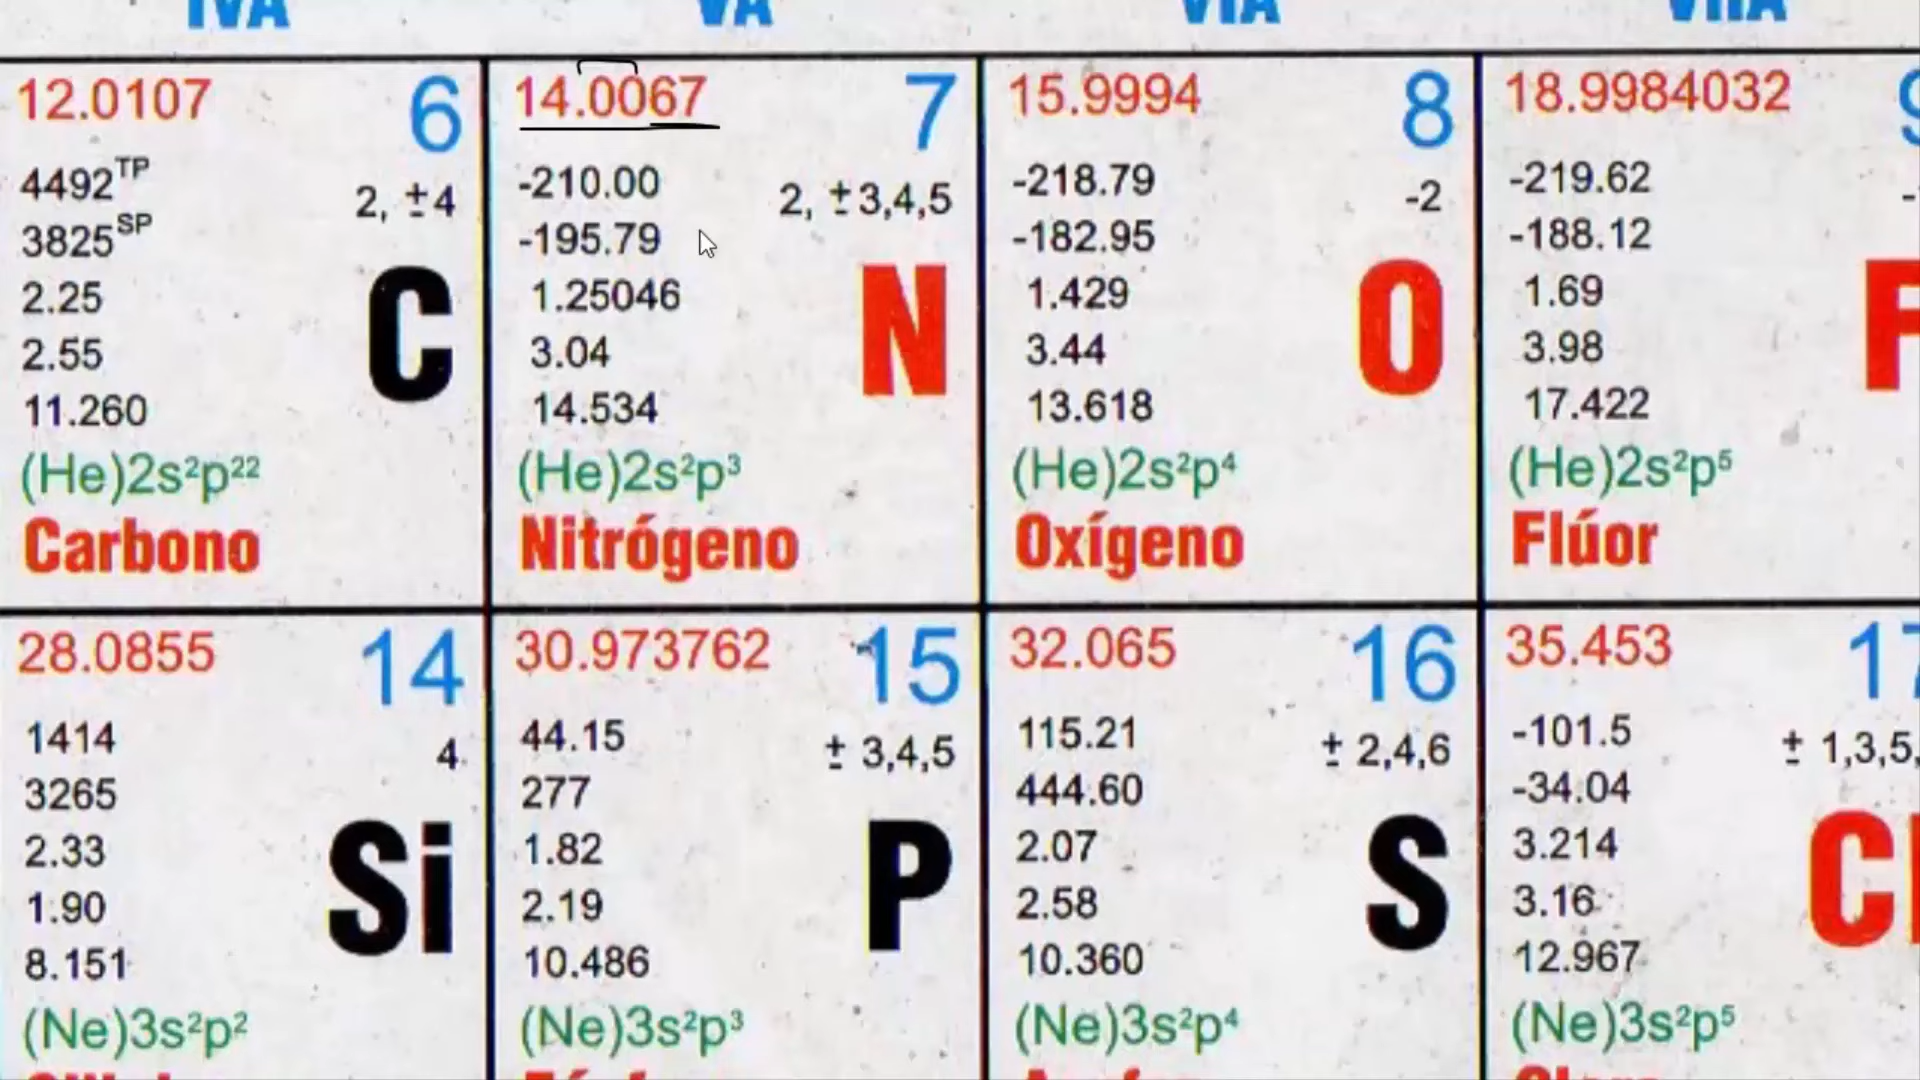 IVA
VA
VIA
VIIA
12.0107 6
4492TP
2, ±4
3825SP
2.25
C
2.55
11.260
(He)2s²p²²
Carbono
14.0067 7
-210.00
2, ±3,4,5
-195.79
1.25046
N
3.04
14.534
(He)2s²p³
Nitrógeno
15.9994 8
-218.79
-2
-182.95
1.429
O
3.44
13.618
(He)2s²p⁴
Oxígeno
18.9984032 9
-219.62
-188.12
1.69
F
3.98
17.422
(He)2s²p⁵
Flúor
28.0855 14
1414
4
3265
2.33
Si
1.90
8.151
(Ne)3s²p²
30.973762 15
44.15
± 3,4,5
277
1.82
P
2.19
10.486
(Ne)3s²p³
32.065 16
115.21
± 2,4,6
444.60
2.07
S
2.58
10.360
(Ne)3s²p⁴
35.453 17
-101.5
± 1,3,5,
-34.04
3.214
Cl
3.16
12.967
(Ne)3s²p⁵